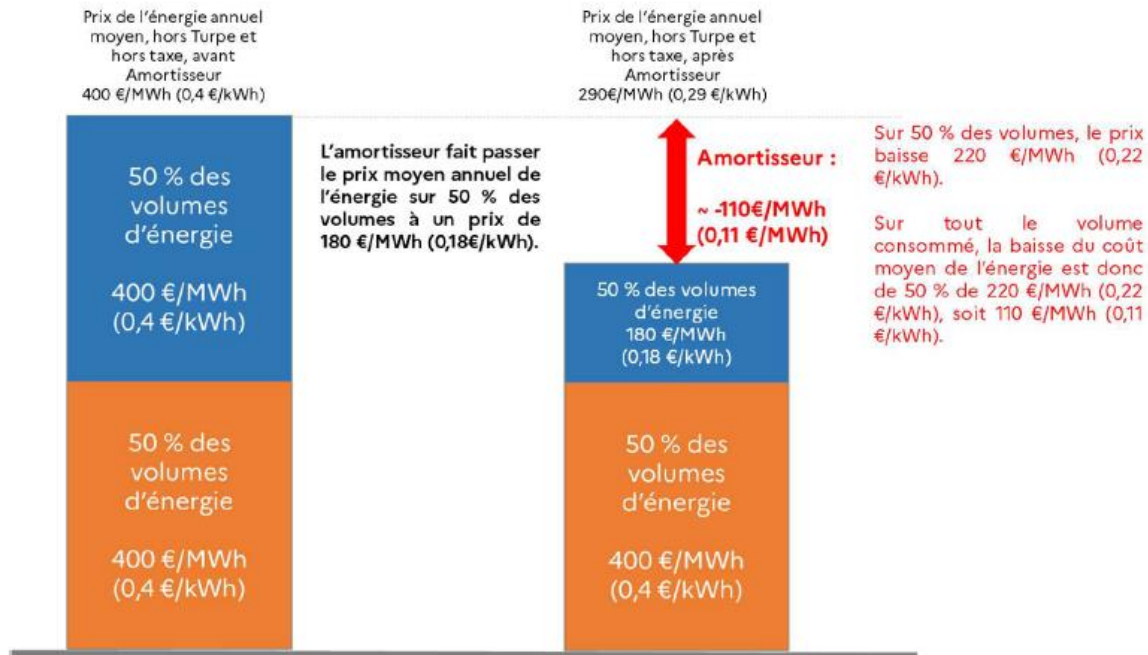 Prix de l'énergie annuel
moyen, hors Turpe et
hors taxe, avant
Amortisseur
400 €/MWh (0,4 €/kWh)
50 % des
volumes
d'énergie
400 €/MWh
(0,4 €/kWh)
50 % des
volumes
d'énergie
400 €/MWh
(0,4 €/kWh)
L'amortisseur fait passer
le prix moyen annuel de
l'énergie sur 50 % des
volumes à un prix de
180 €/MWh (0,18€/kWh).
Prix de l'énergie annuel
moyen, hors Turpe et
hors taxe, après
Amortisseur
290€/MWh (0,29 €/kWh)
Amortisseur :
~ -110€/MWh
(0,11 €/MWh)
50 % des volumes
d'énergie
180 €/MWh
(0,18 €/kWh)
50 % des
volumes
d'énergie
400 €/MWh
(0,4 €/kWh)
Sur 50 % des volumes, le prix
baisse 220 €/MWh (0,22
€/kWh).
Sur tout le volume
consommé, la baisse du coût
moyen de l'énergie est donc
de 50 % de 220 €/MWh (0,22
€/kWh), soit 110 €/MWh (0,11
€/kWh).